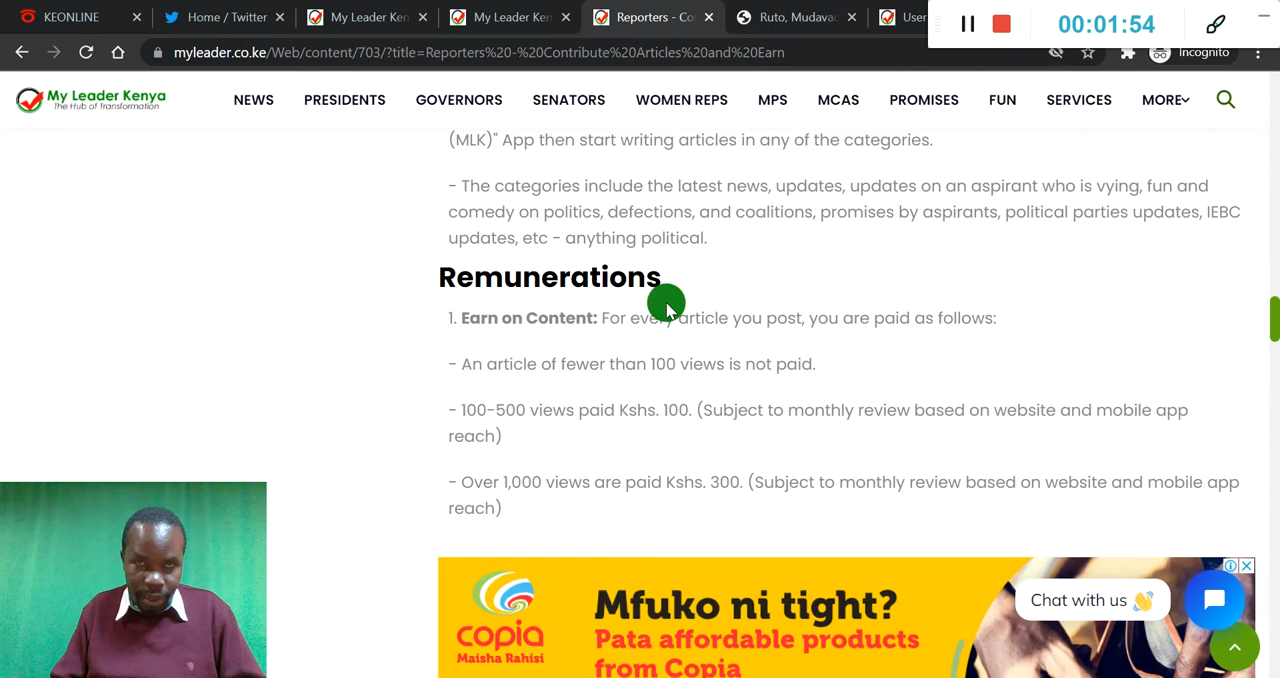 KEONLINE
Home / Twitter
My Leader Ken
My Leader Ken
Reporters - Co
Ruto, Mudava
User
00:01:54
myleader.co.ke/Web/content/703/?title=Reporters%20-%20Contribute%20Articles%20and%20Earn
Incognito
My Leader Kenya
The Hub of Transformation
NEWS PRESIDENTS GOVERNORS SENATORS WOMEN REPS MPS MCAS PROMISES FUN SERVICES MORE
(MLK)" App then start writing articles in any of the categories.
- The categories include the latest news, updates, updates on an aspirant who is vying, fun and
comedy on politics, defections, and coalitions, promises by aspirants, political parties updates, IEBC
updates, etc - anything political.
Remunerations
1. Earn on Content: For every article you post, you are paid as follows:
- An article of fewer than 100 views is not paid.
- 100-500 views paid Kshs. 100. (Subject to monthly review based on website and mobile app
reach)
- Over 1,000 views are paid Kshs. 300. (Subject to monthly review based on website and mobile app
reach)
copia
Maisha Rahisi
Mfuko ni tight?
Pata affordable products
from Copia
Chat with us 👋